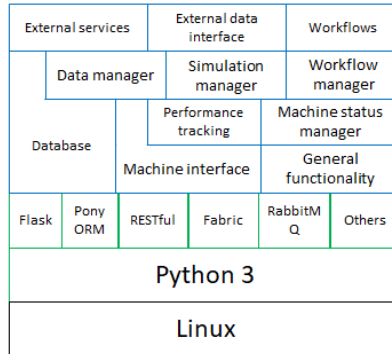 External services
External data
interface
Workflows
Data manager
Simulation
manager
Workflow
manager
Database
Performance
tracking
Machine status
manager
Machine interface
General
functionality
Flask
Pony
ORM
RESTful
Fabric
RabbitM
Q
Others
Python 3
Linux